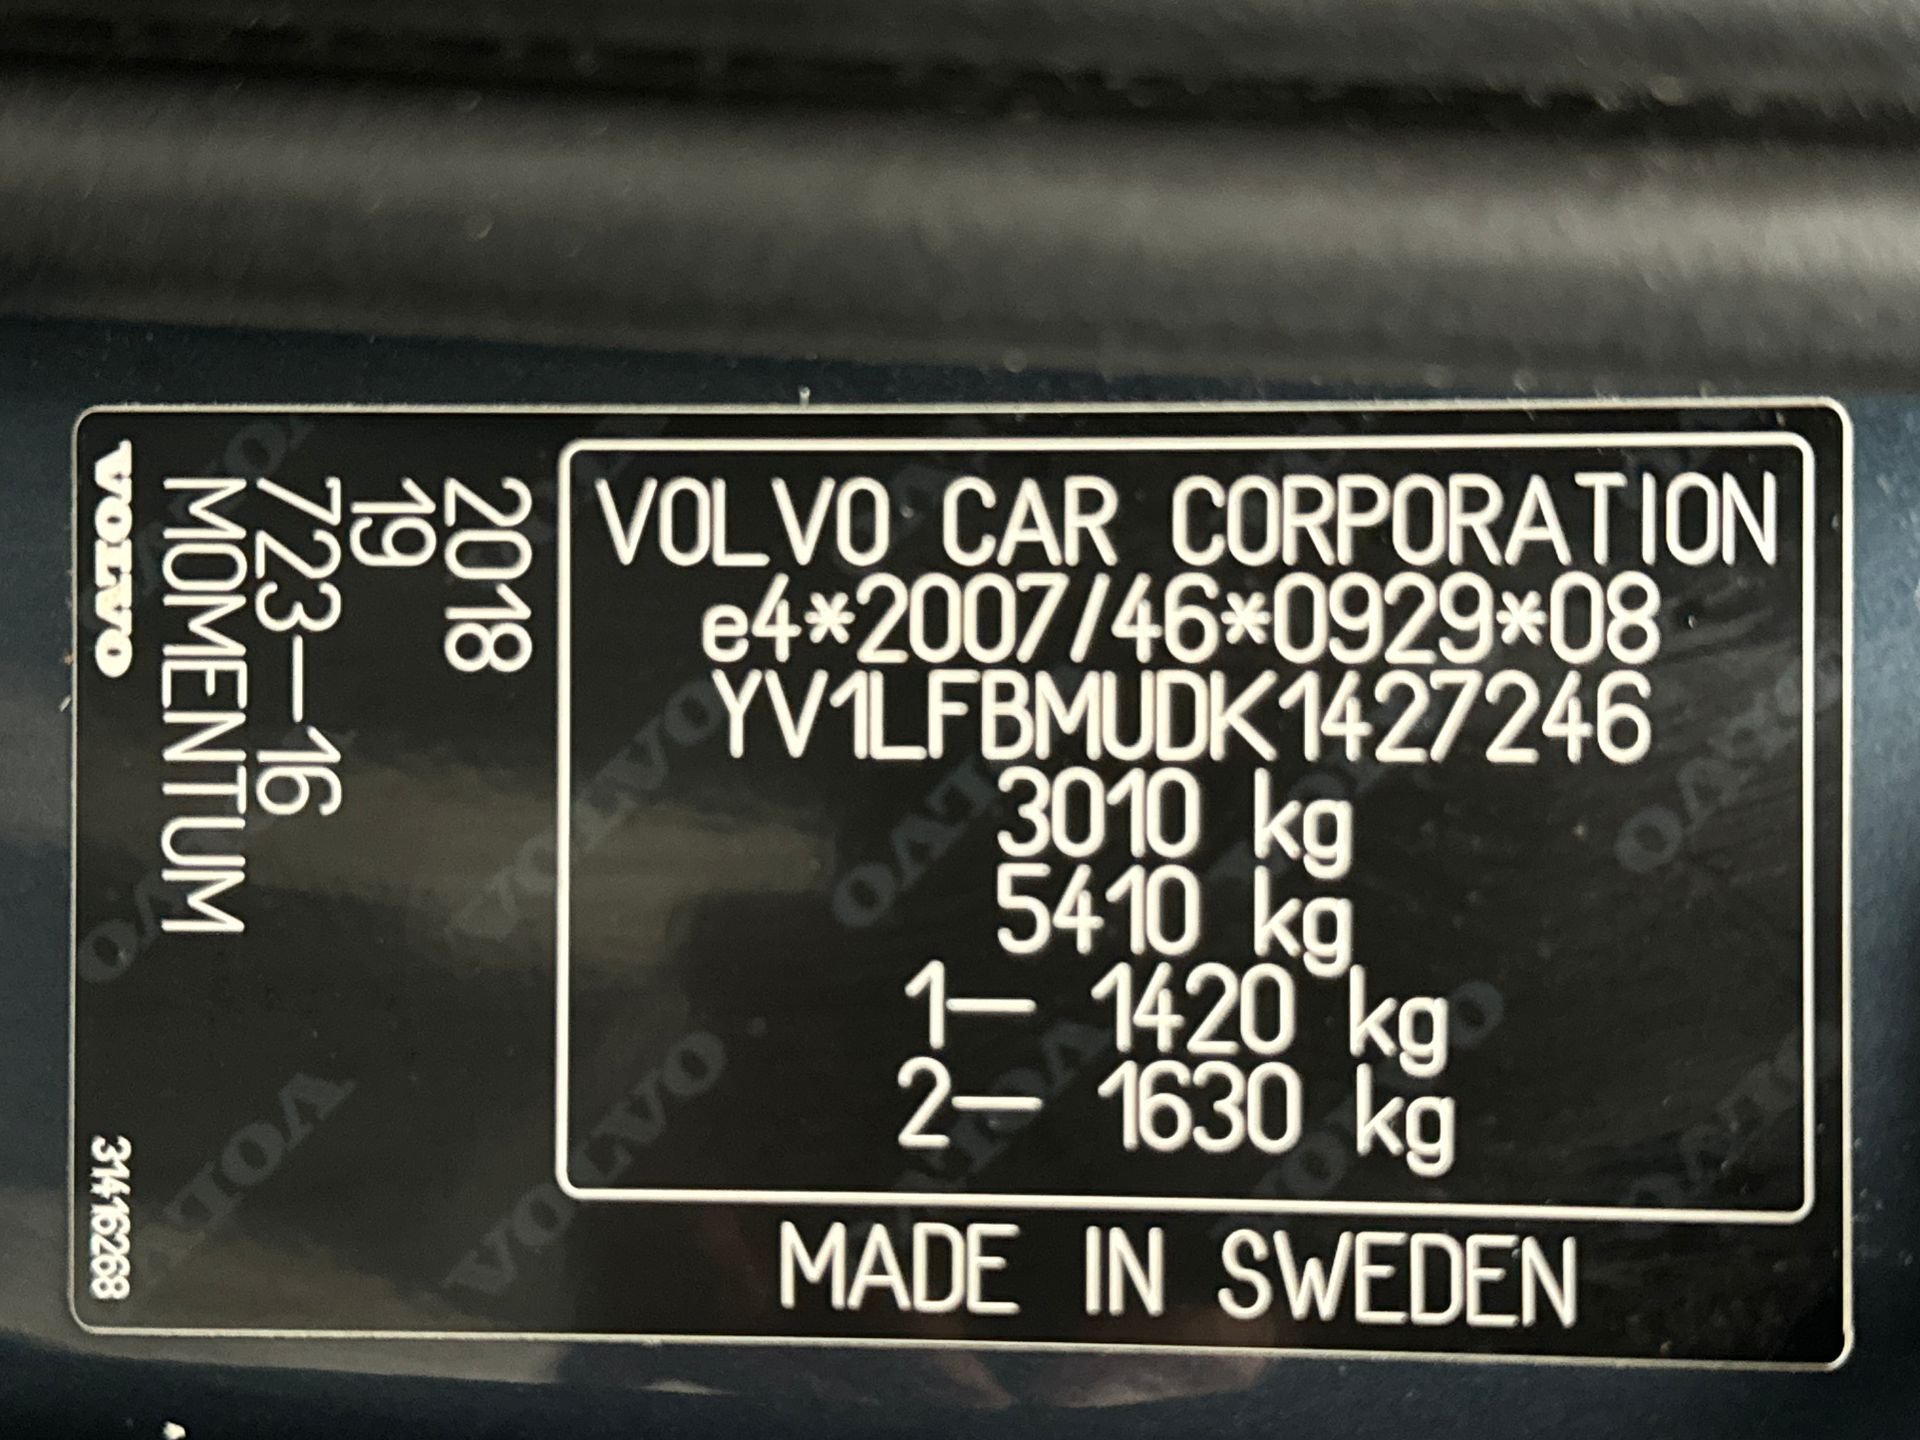 VOLVO CAR CORPORATION
e4*2007/46*0929*08
YV1LFBMUDK1427246
3010 kg
5410 kg
1— 1420 kg
2— 1630 kg
MADE IN SWEDEN
2018
19
723—16
MOMENTUM
VOLVO
31416268